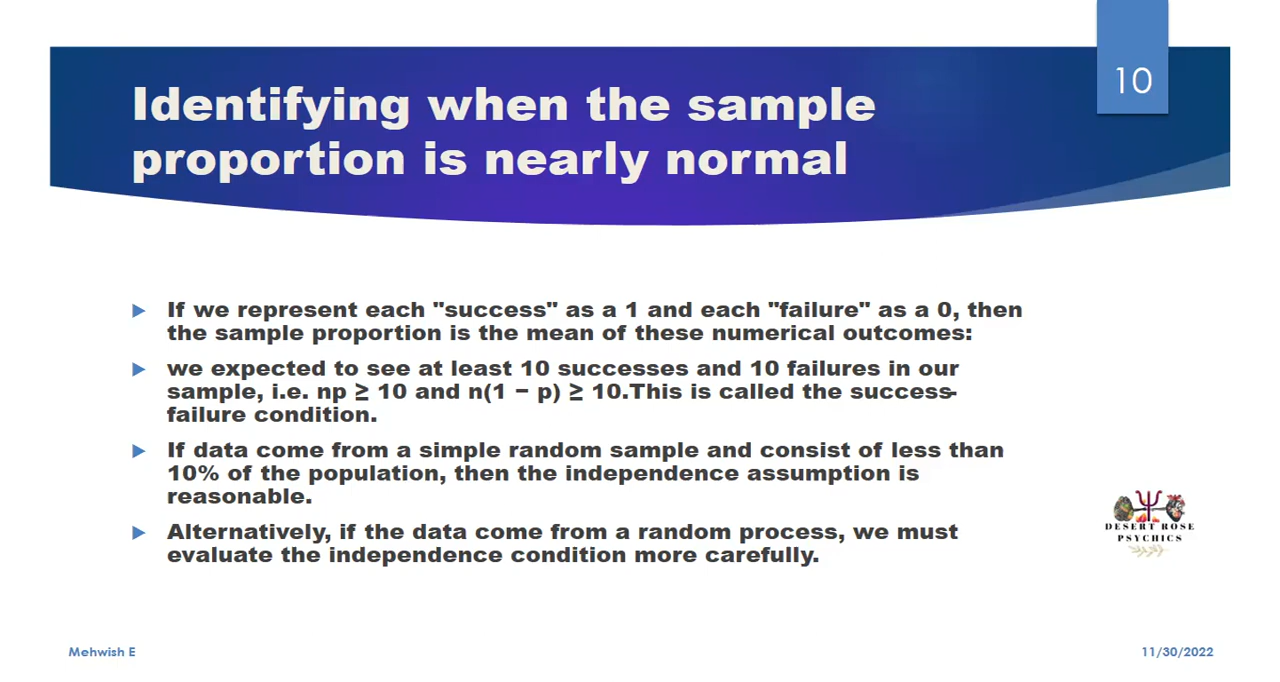 10
Identifying when the sample
proportion is nearly normal
If we represent each "success" as a 1 and each "failure" as a 0, then
the sample proportion is the mean of these numerical outcomes:
we expected to see at least 10 successes and 10 failures in our
sample, i.e. np ≥ 10 and n(1 − p) ≥ 10.This is called the success-
failure condition.
If data come from a simple random sample and consist of less than
10% of the population, then the independence assumption is
reasonable.
Alternatively, if the data come from a random process, we must
evaluate the independence condition more carefully.
DESERT ROSE
PSYCHICS
Mehwish E
11/30/2022